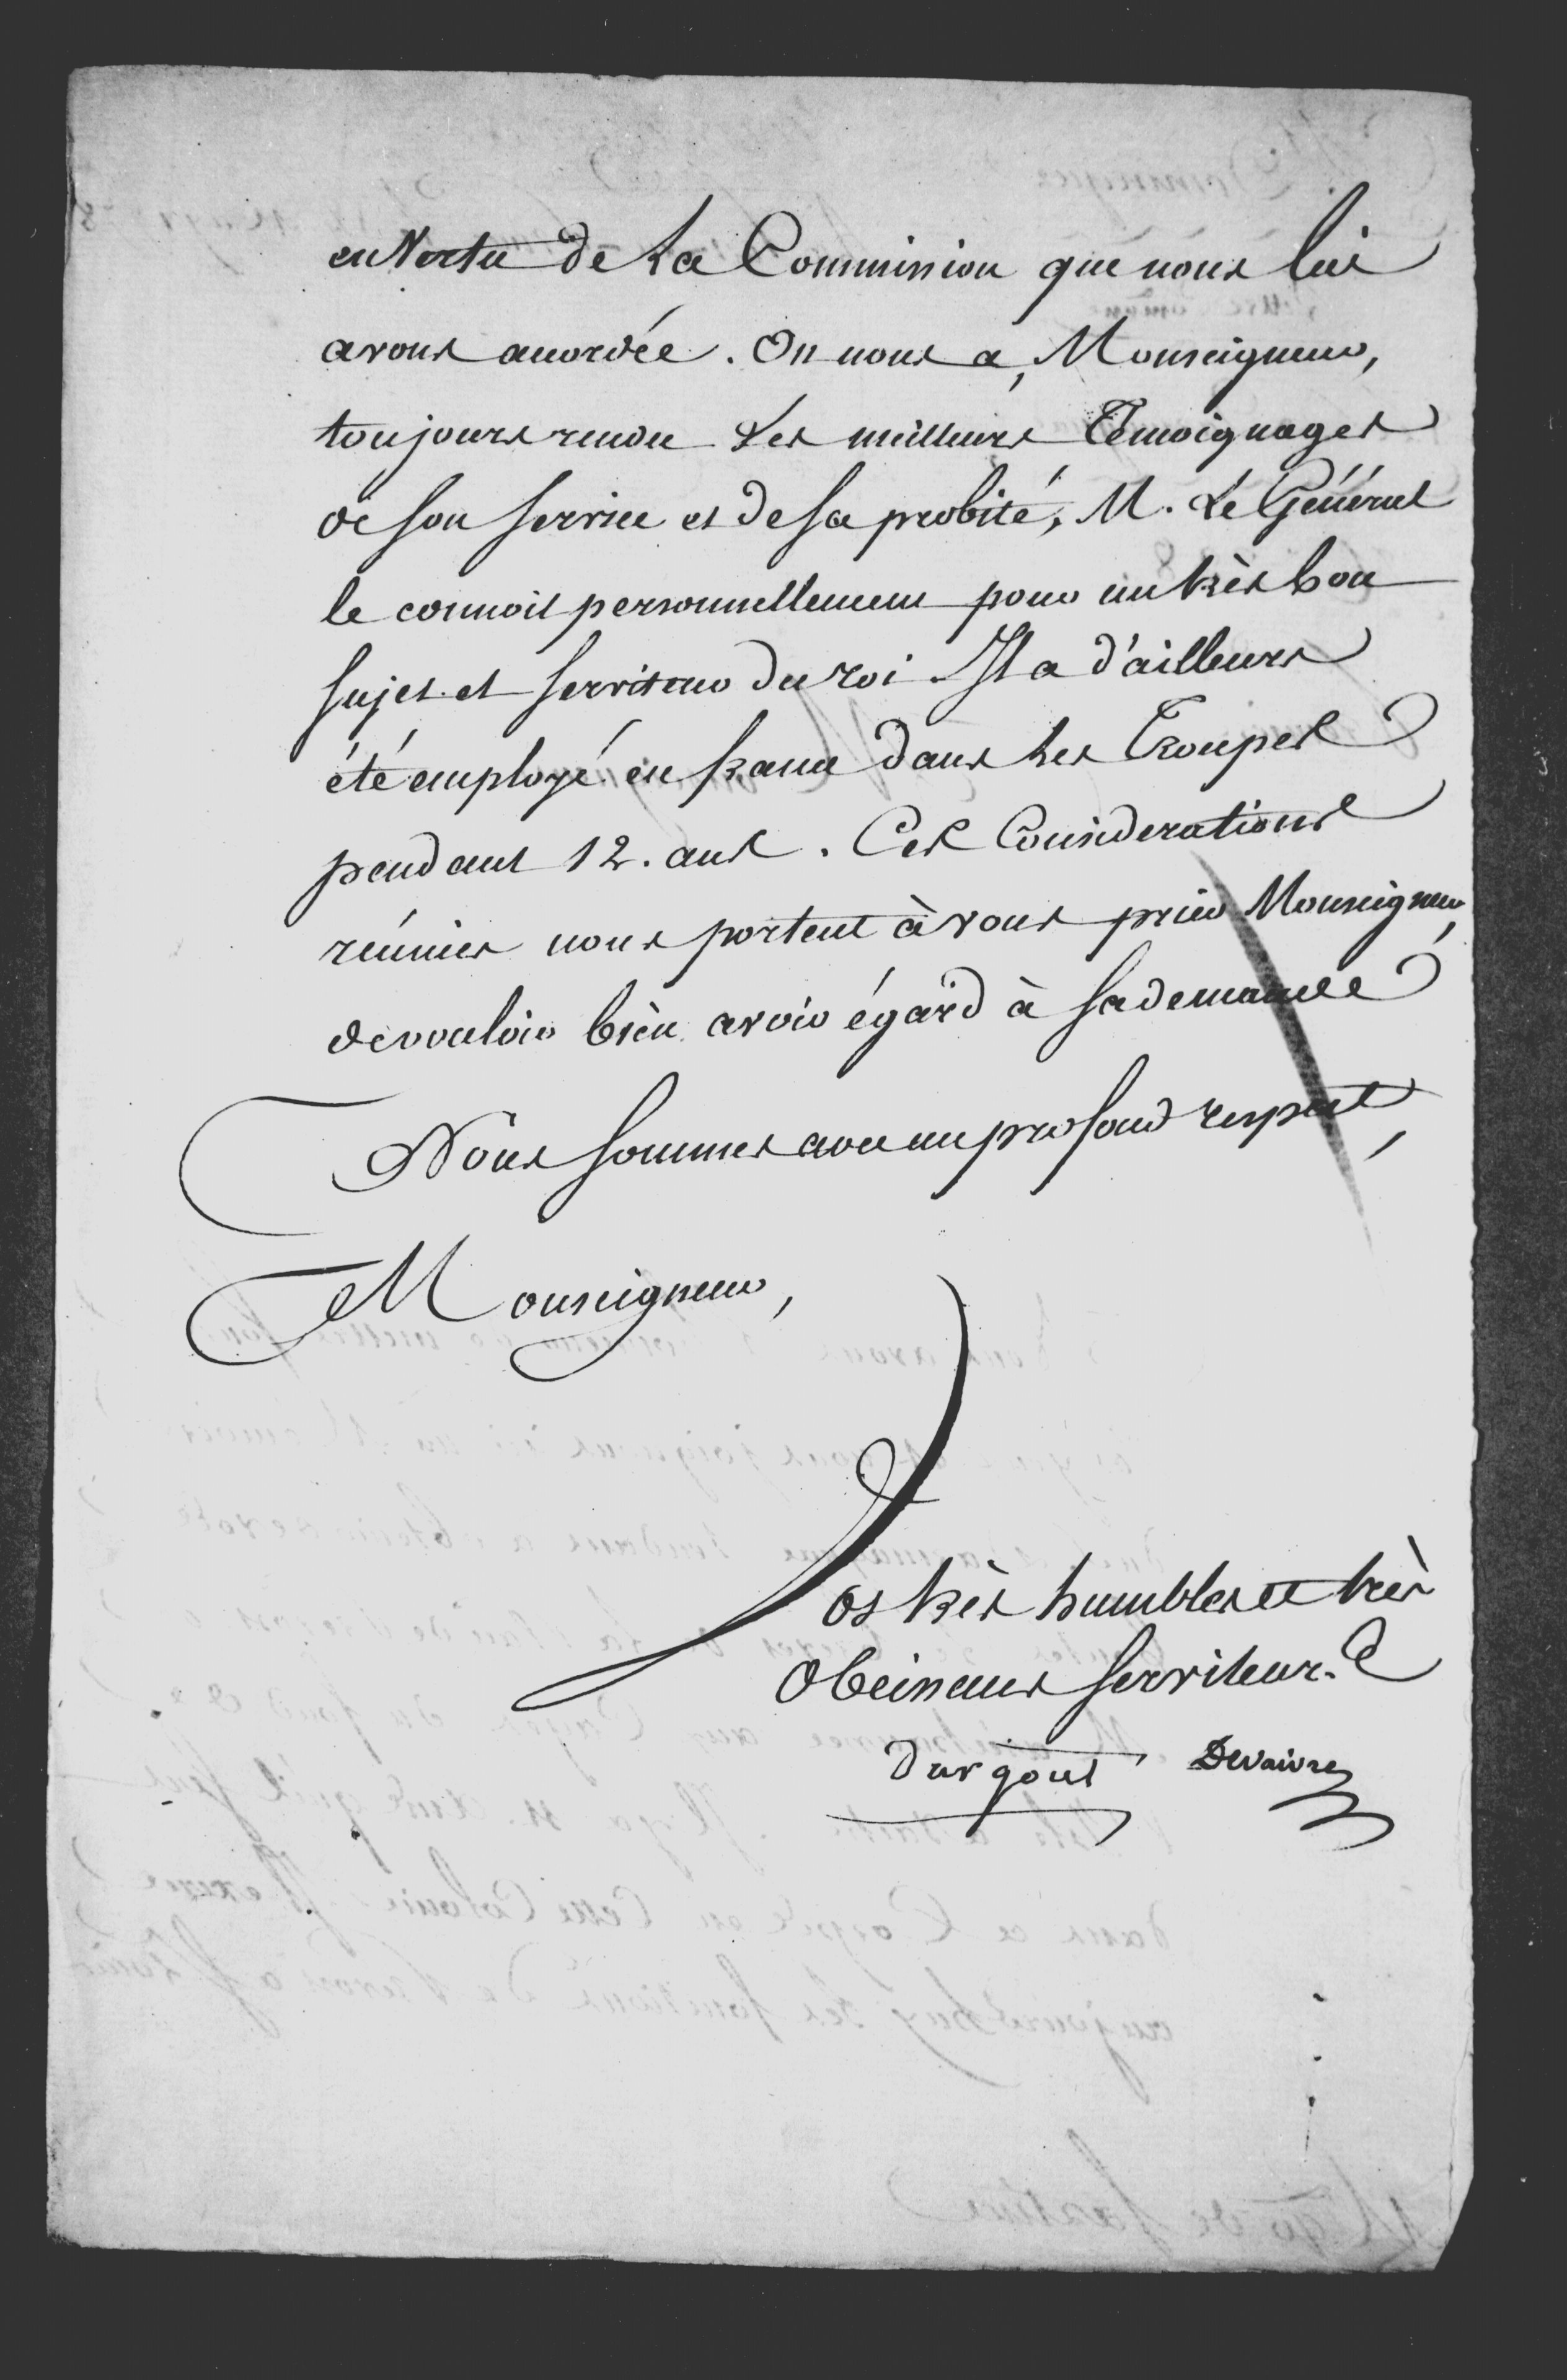 en Vertu de La Commission que nous lui
avons accordée. On nous a, Monseigneur,
toujours rendu Les meilleurs Témoignages
de son service et de sa probité, M. Le Général
le connoit personnellement pour un très bon
sujet et serviteur du roi. Il a d'ailleurs
été employé en france dans Les Troupes
pendant 12. ans. Ces Considerations
réunies nous portent à vous prier Monseigneur,
de vouloir bien avoir égard à sa demande
Nous sommes avec un profond respect,
Monseigneur,
Vos très humbles et très
Obeissans serviteurs
Dargout Devaivre